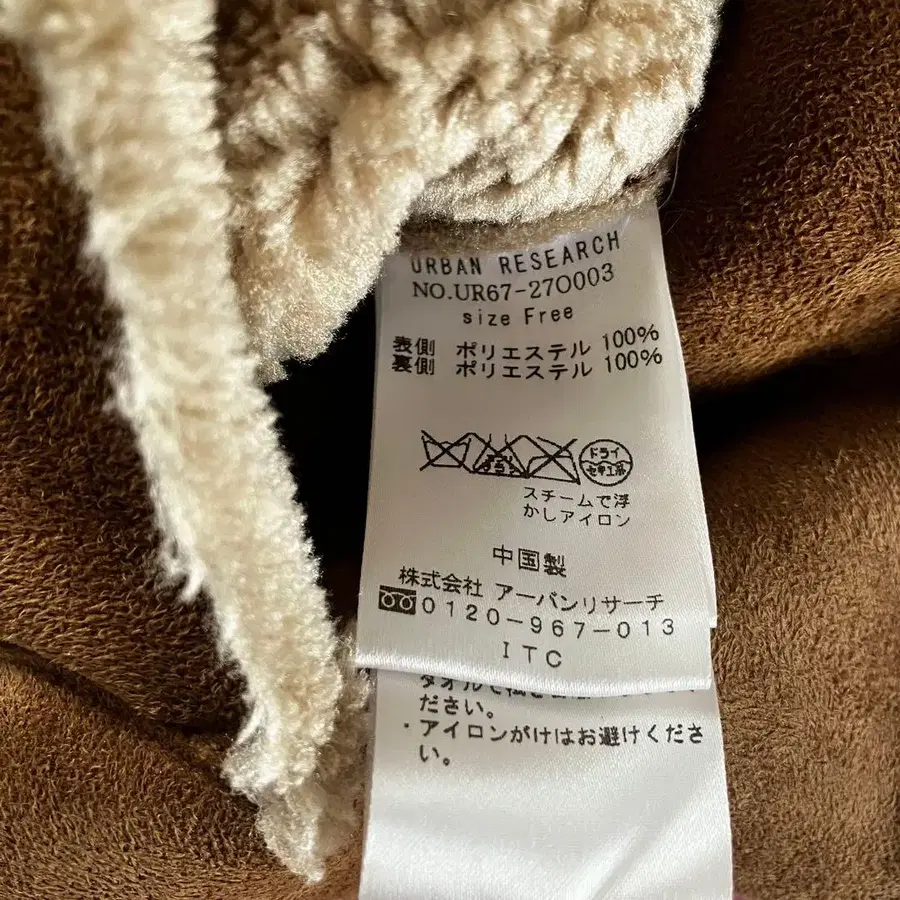 URBAN RESEARCH
NO.UR67-27O003
size Free
表側 ポリエステル 100%
裏側 ポリエステル 100%
ドライ
セキユ系
スチームで浮
かしアイロン
中国製
株式会社 アーバンリサーチ
0120-967-013
ITC
ださい。
・アイロンがけはお避けくださ
い。